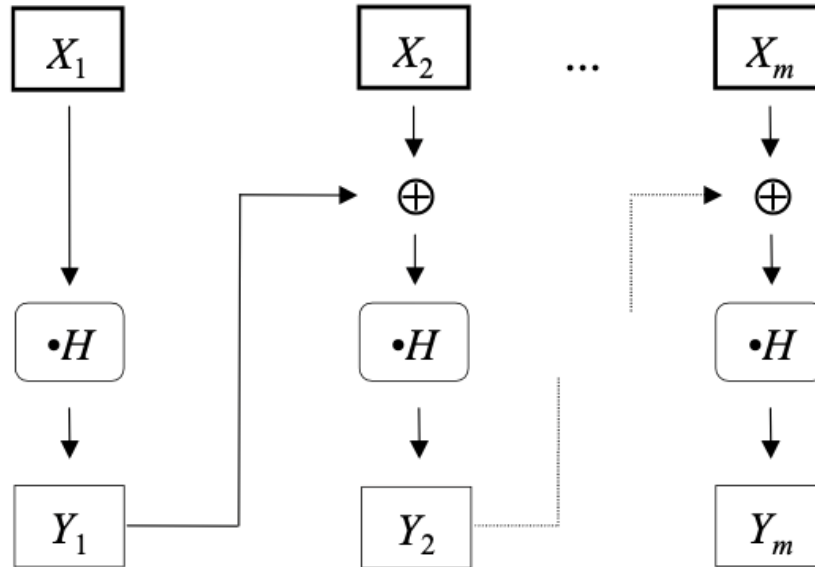 X₁ X₂ ... Xₘ
⊕ ⊕
•H •H •H
Y₁ Y₂ Yₘ